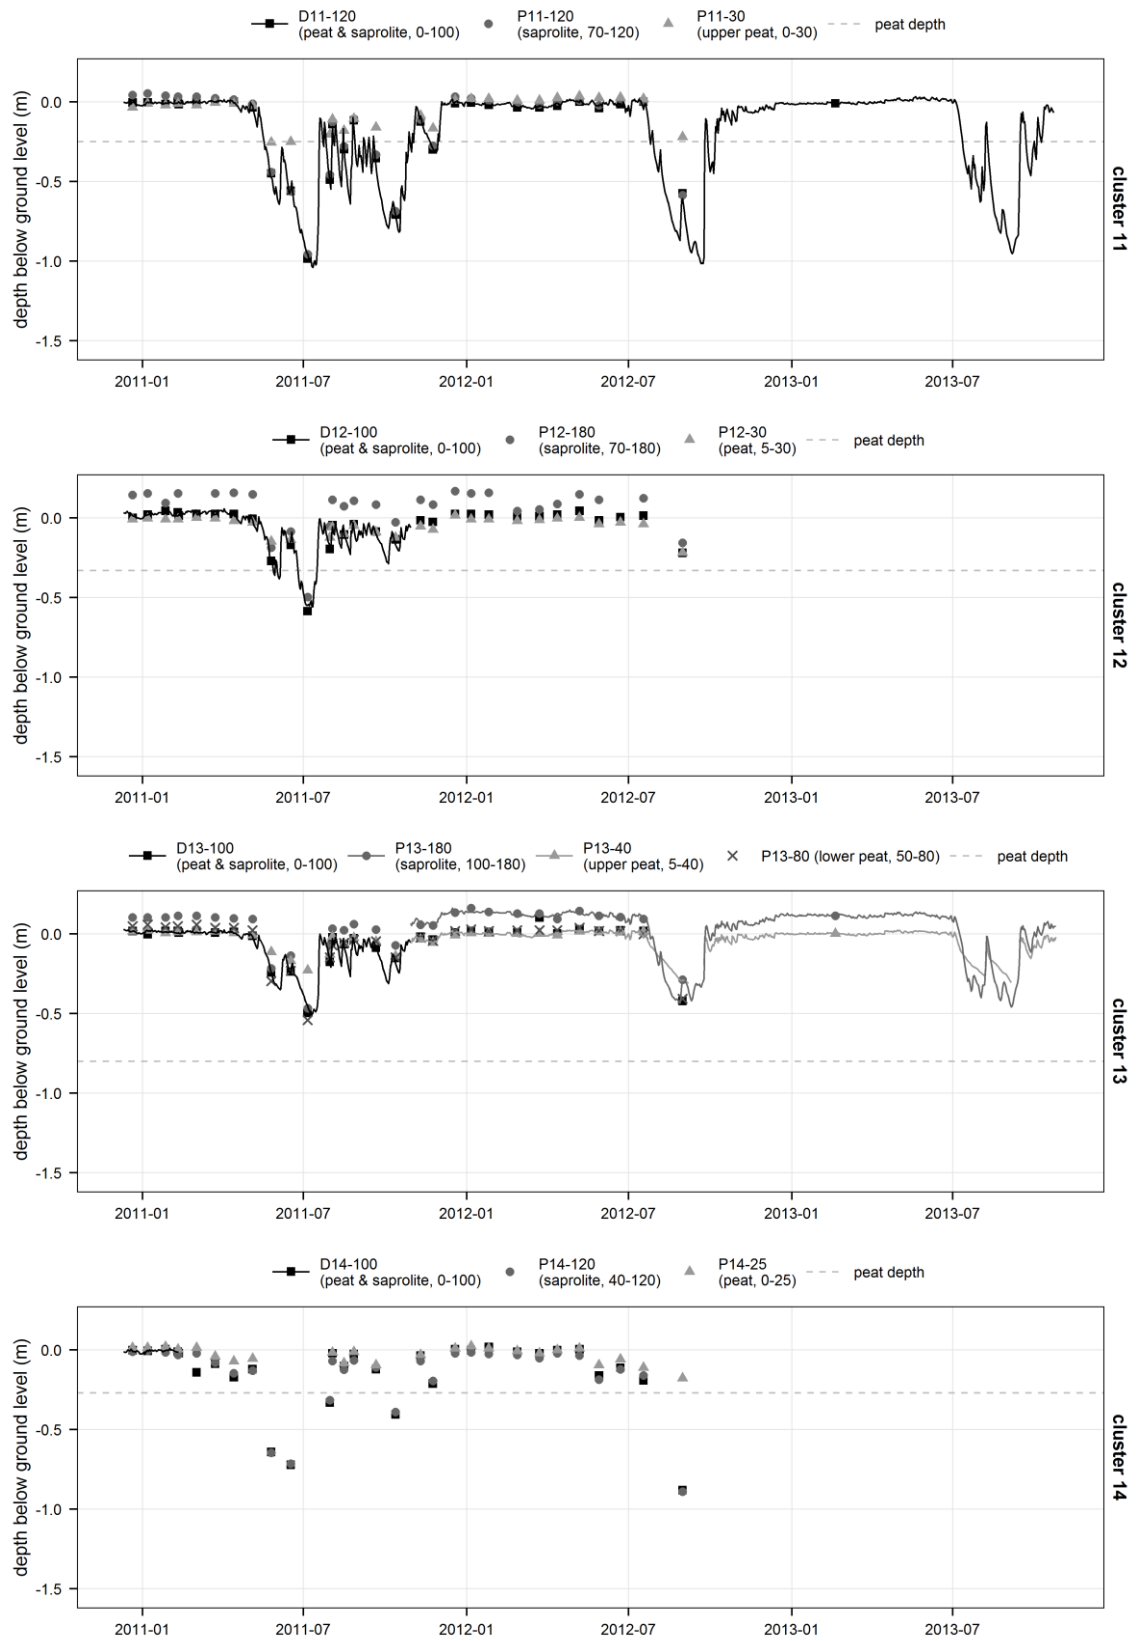 D11-120 P11-120 P11-30 peat depth
(peat & saprolite, 0-100) (saprolite, 70-120) (upper peat, 0-30)
depth below ground level (m)
0.0
-0.5
-1.0
-1.5
cluster 11
2011-01 2011-07 2012-01 2012-07 2013-01 2013-07
D12-100 P12-180 P12-30 peat depth
(peat & saprolite, 0-100) (saprolite, 70-180) (peat, 5-30)
depth below ground level (m)
0.0
-0.5
-1.0
-1.5
cluster 12
2011-01 2011-07 2012-01 2012-07 2013-01 2013-07
D13-100 P13-180 P13-40 P13-80 (lower peat, 50-80) peat depth
(peat & saprolite, 0-100) (saprolite, 100-180) (upper peat, 5-40)
depth below ground level (m)
0.0
-0.5
-1.0
-1.5
cluster 13
2011-01 2011-07 2012-01 2012-07 2013-01 2013-07
D14-100 P14-120 P14-25 peat depth
(peat & saprolite, 0-100) (saprolite, 40-120) (peat, 0-25)
depth below ground level (m)
0.0
-0.5
-1.0
-1.5
cluster 14
2011-01 2011-07 2012-01 2012-07 2013-01 2013-07